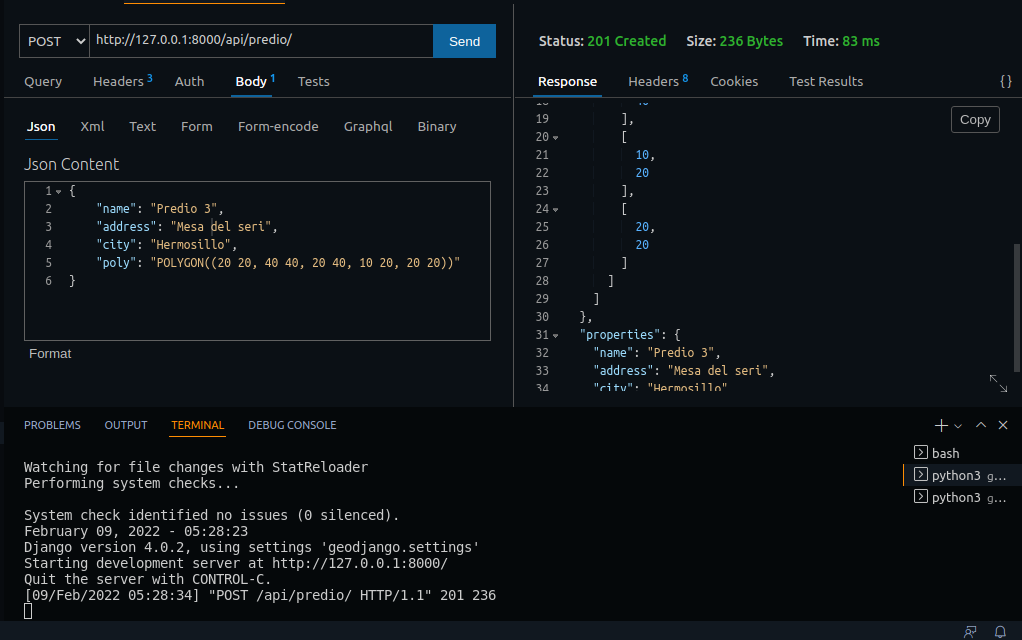 POST http://127.0.0.1:8000/api/predio/ Send
Query Headers 3 Auth Body 1 Tests
Json Xml Text Form Form-encode Graphql Binary
Json Content
1 {
2 "name": "Predio 3",
3 "address": "Mesa del seri",
4 "city": "Hermosillo",
5 "poly": "POLYGON((20 20, 40 40, 20 40, 10 20, 20 20))"
6 }
Format
Status: 201 Created Size: 236 Bytes Time: 83 ms
Response Headers 8 Cookies Test Results {}
Copy
18 40
19 ],
20 [
21 10,
22 20
23 ],
24 [
25 20,
26 20
27 ]
28 ]
29 ]
30 },
31 "properties": {
32 "name": "Predio 3",
33 "address": "Mesa del seri",
34 "city": "Hermosillo"
PROBLEMS OUTPUT TERMINAL DEBUG CONSOLE
Watching for file changes with StatReloader
Performing system checks...
System check identified no issues (0 silenced).
February 09, 2022 - 05:28:23
Django version 4.0.2, using settings 'geodjango.settings'
Starting development server at http://127.0.0.1:8000/
Quit the server with CONTROL-C.
[09/Feb/2022 05:28:34] "POST /api/predio/ HTTP/1.1" 201 236
bash
python3 g...
python3 g...